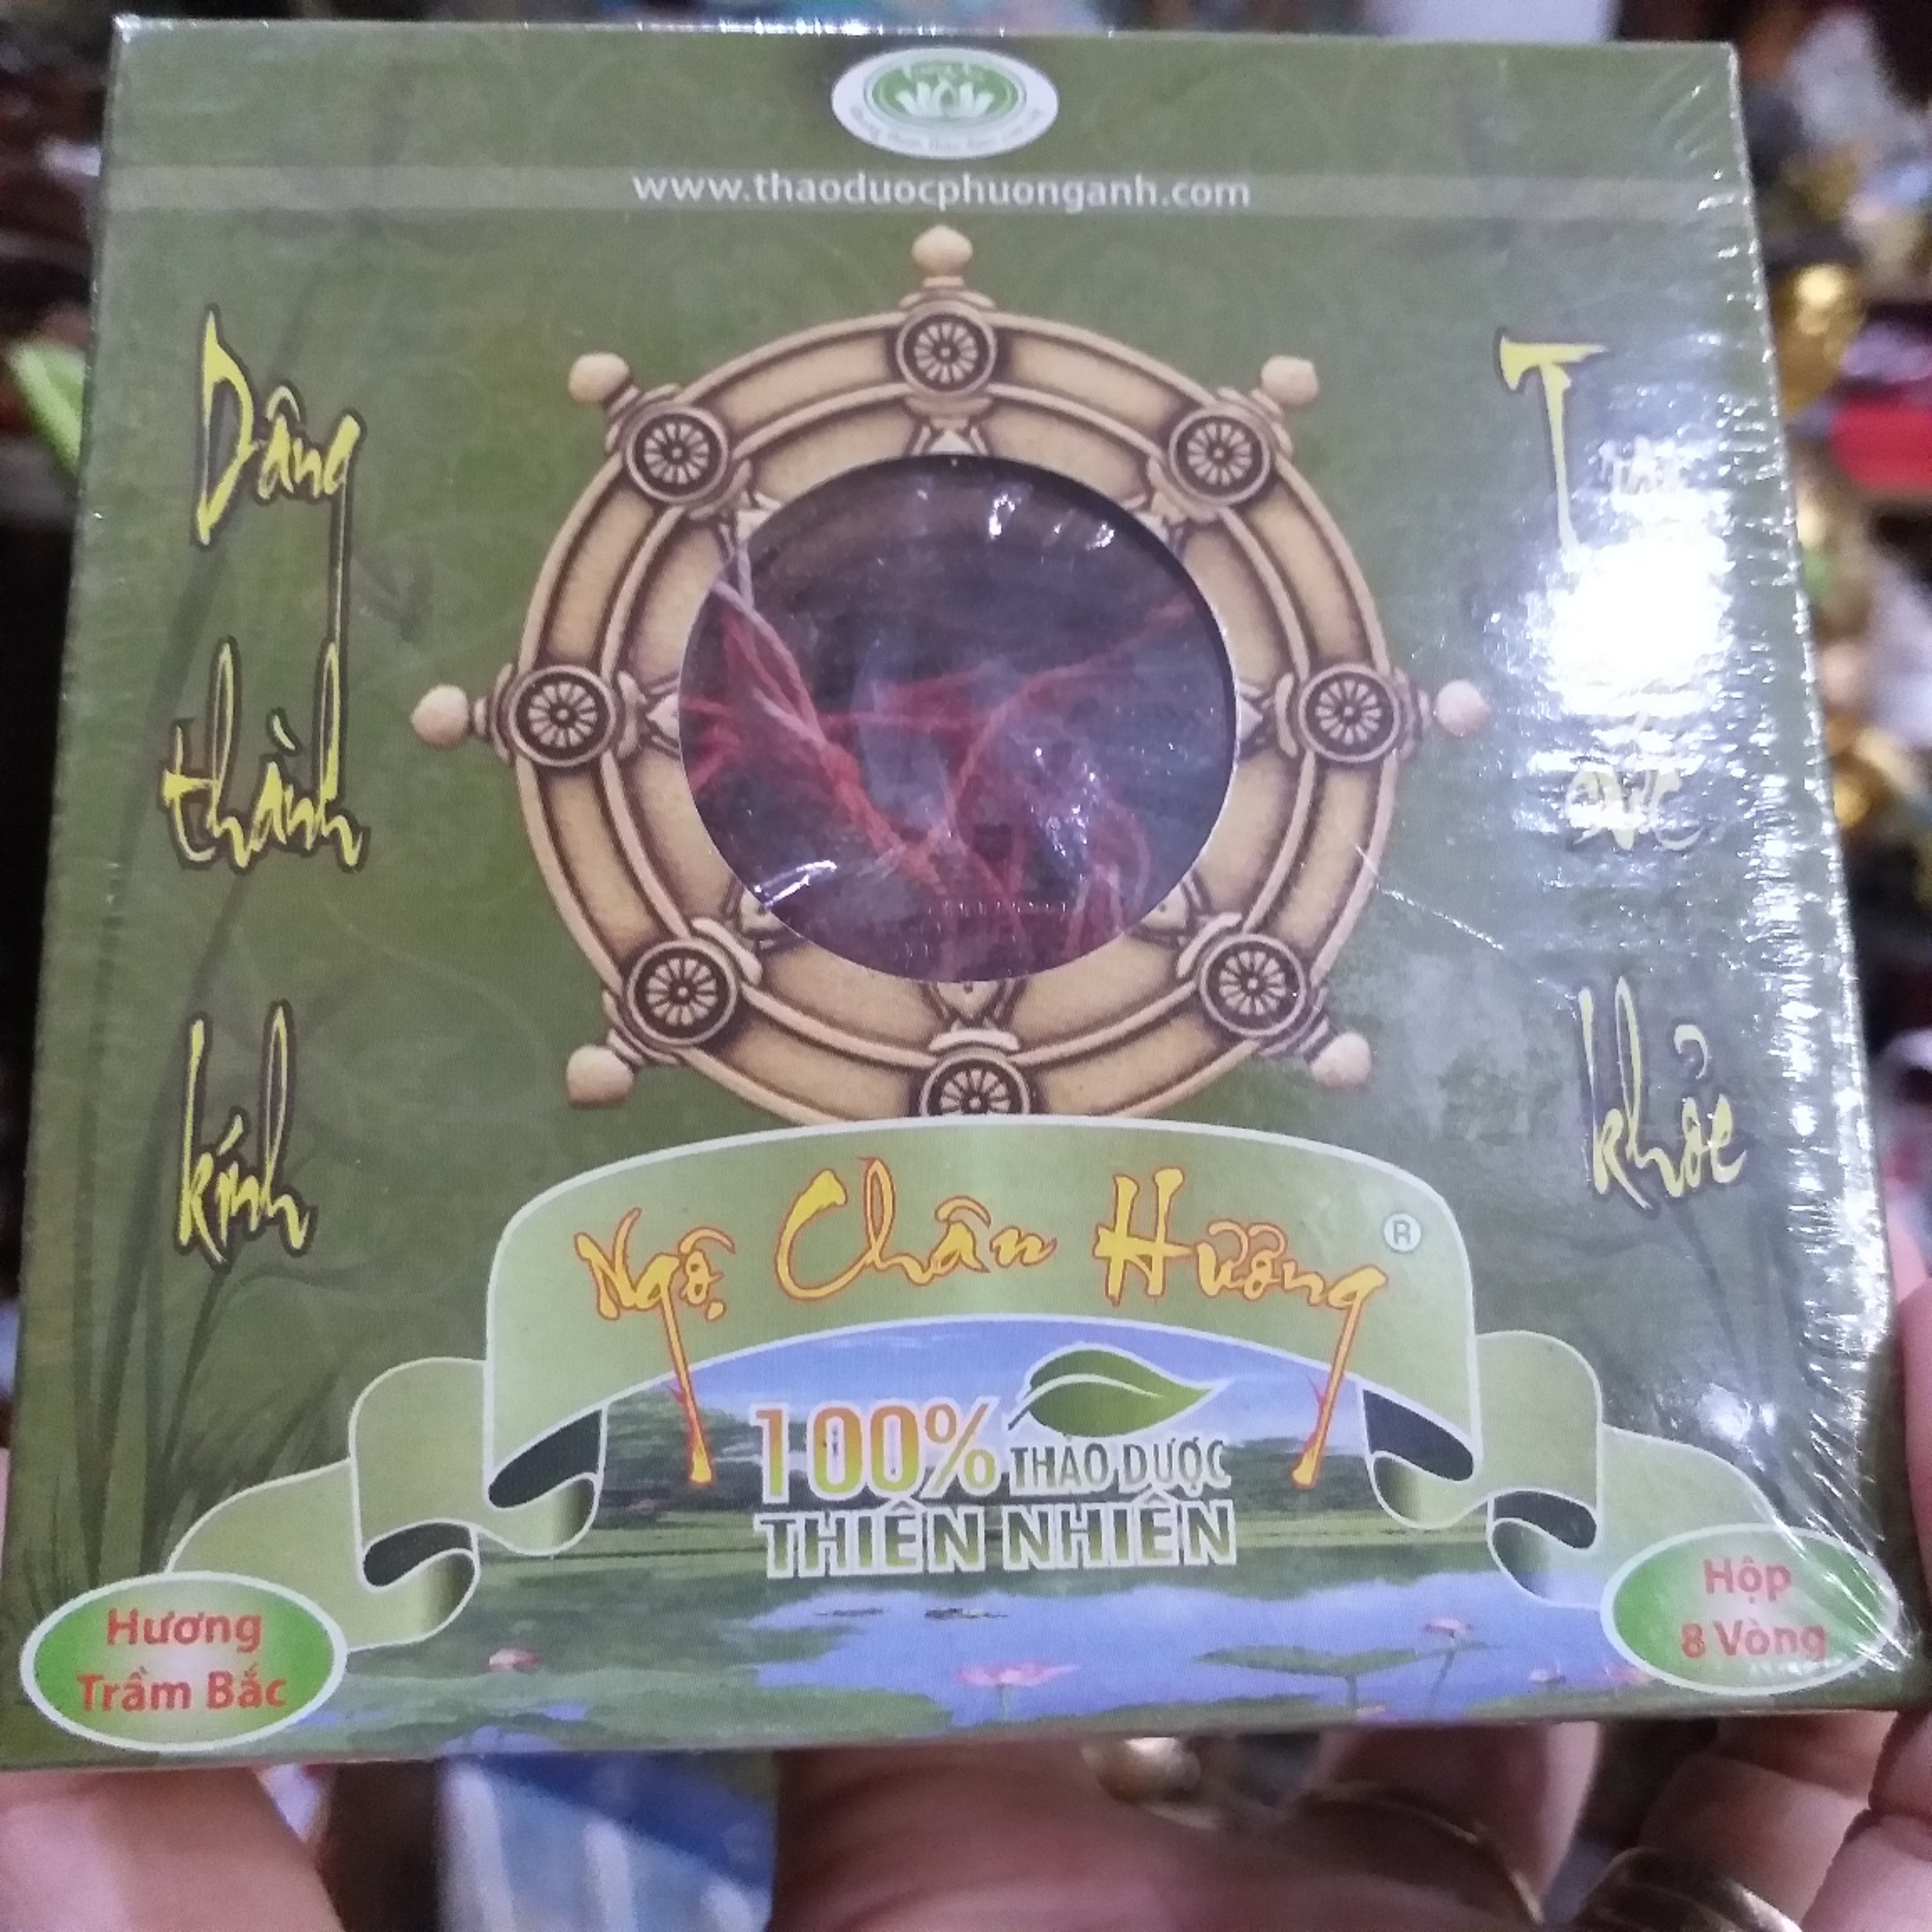 www.thaoduocphuonganh.com
Dâng
thành
kính
T
khỏe
Ngộ Chân Hương ®
100% THẢO DƯỢC
THIÊN NHIÊN
Hương
Trầm Bắc
Hộp
8 Vòng